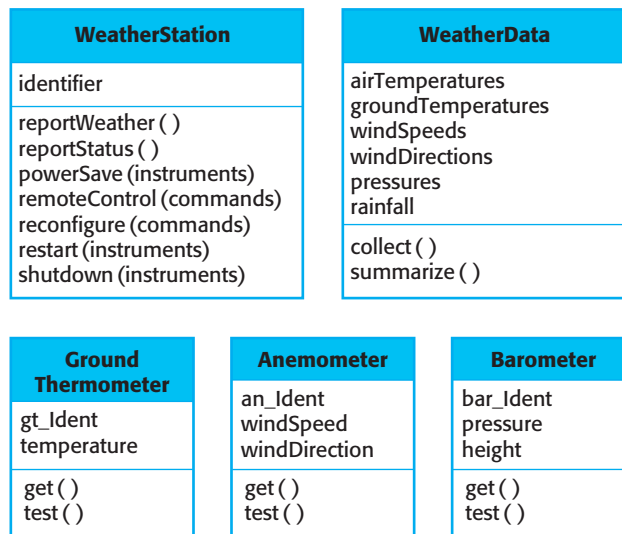 WeatherStation
identifier
reportWeather ( )
reportStatus ( )
powerSave (instruments)
remoteControl (commands)
reconfigure (commands)
restart (instruments)
shutdown (instruments)
WeatherData
airTemperatures
groundTemperatures
windSpeeds
windDirections
pressures
rainfall
collect ( )
summarize ( )
Ground
Thermometer
gt_Ident
temperature
get ( )
test ( )
Anemometer
an_Ident
windSpeed
windDirection
get ( )
test ( )
Barometer
bar_Ident
pressure
height
get ( )
test ( )